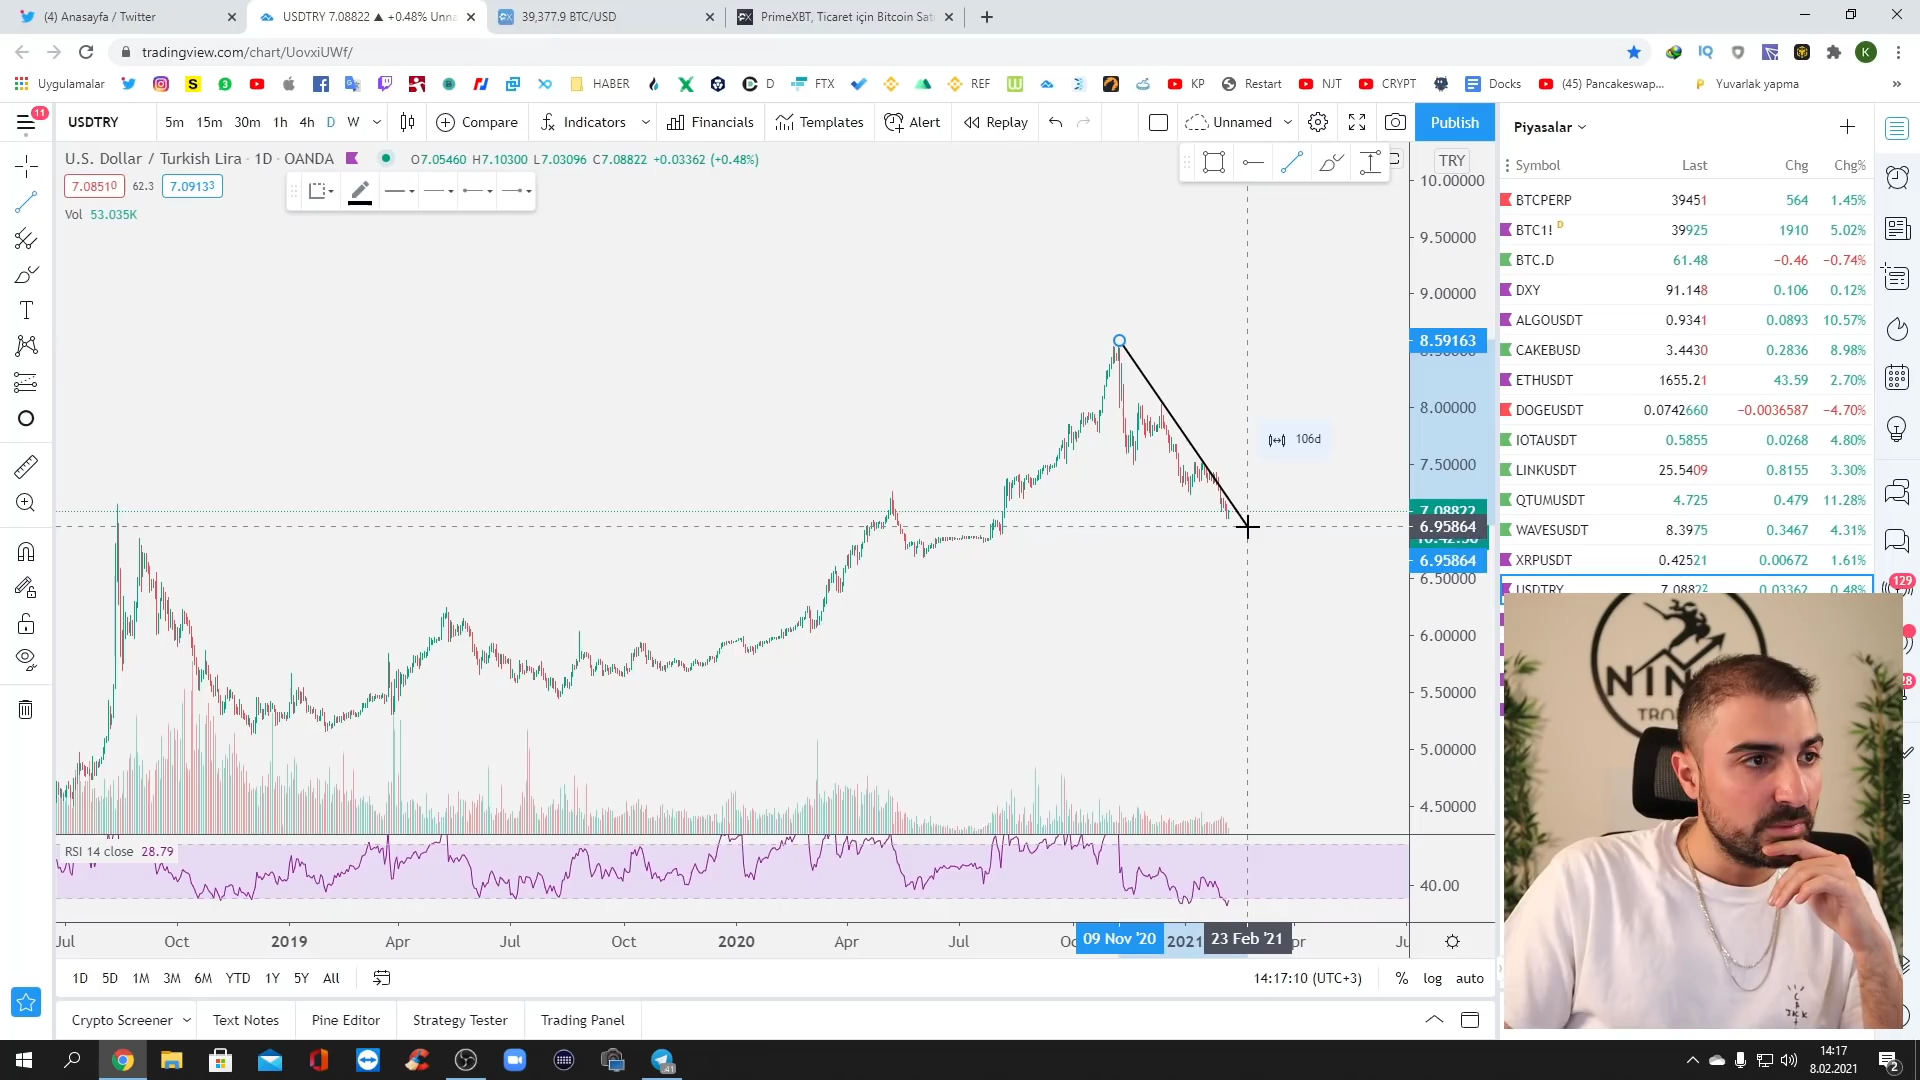 (4) Anasayfa / Twitter
USDTRY 7.08822 ▲ +0.48% Unna
39,377.9 BTC/USD
PrimeXBT, Ticaret için Bitcoin Sat
tradingview.com/chart/UovxiUWf/
Uygulamalar
HABER
D
FTX
REF
KP
Restart
NJT
CRYPT
Docks
(45) Pancakeswap...
Yuvarlak yapma
»
11
USDTRY
5m 15m 30m 1h 4h D W
Compare
Indicators
Financials
Templates
Alert
Replay
Unnamed
Publish
U.S. Dollar / Turkish Lira · 1D · OANDA
O7.05460 H7.10300 L7.03096 C7.08822 +0.03362 (+0.48%)
7.08510 62.3 7.09133
Vol 53.035K
TRY
10.00000
9.50000
9.00000
8.59163
8.00000
7.50000
7.08822
6.95864
6.95864
6.50000
6.00000
5.50000
5.00000
4.50000
106d
RSI 14 close 28.79
40.00
Jul Oct 2019 Apr Jul Oct 2020 Apr Jul 09 Nov '20 2021 23 Feb '21
1D 5D 1M 3M 6M YTD 1Y 5Y All
14:17:10 (UTC+3) % log auto
Crypto Screener Text Notes Pine Editor Strategy Tester Trading Panel
Piyasalar
Symbol Last Chg Chg%
BTCPERP 39451 564 1.45%
BTC1! D 39925 1910 5.02%
BTC.D 61.48 −0.46 −0.74%
DXY 91.148 0.106 0.12%
ALGOUSDT 0.9341 0.0893 10.57%
CAKEBUSD 3.4430 0.2836 8.98%
ETHUSDT 1655.21 43.59 2.70%
DOGEUSDT 0.0742660 −0.0036587 −4.70%
IOTAUSDT 0.5855 0.0268 4.80%
LINKUSDT 25.5409 0.8155 3.30%
QTUMUSDT 4.725 0.479 11.28%
WAVESUSDT 8.3975 0.3467 4.31%
XRPUSDT 0.42521 0.00672 1.61%
USDTRY 7.08822 0.03362 0.48%
129
14:17
8.02.2021
2